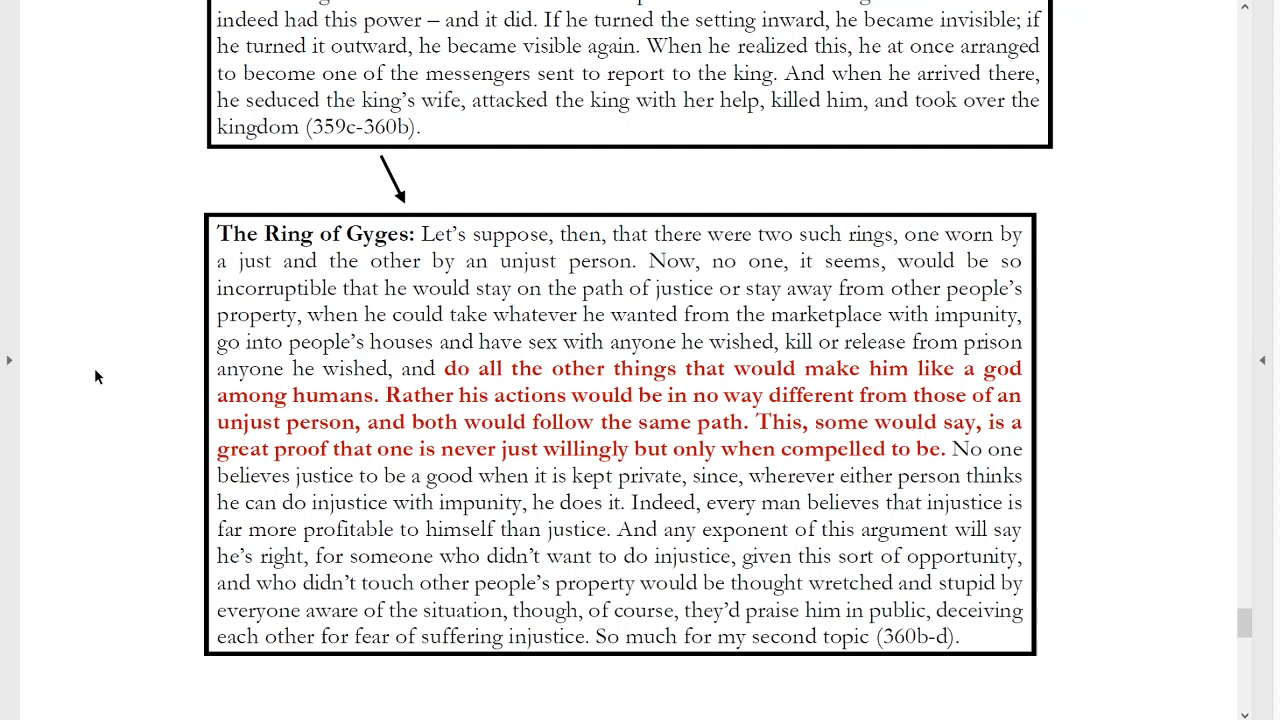 indeed had this power – and it did. If he turned the setting inward, he became invisible; if
he turned it outward, he became visible again. When he realized this, he at once arranged
to become one of the messengers sent to report to the king. And when he arrived there,
he seduced the king's wife, attacked the king with her help, killed him, and took over the
kingdom (359c-360b).
The Ring of Gyges: Let's suppose, then, that there were two such rings, one worn by
a just and the other by an unjust person. Now, no one, it seems, would be so
incorruptible that he would stay on the path of justice or stay away from other people's
property, when he could take whatever he wanted from the marketplace with impunity,
go into people's houses and have sex with anyone he wished, kill or release from prison
anyone he wished, and do all the other things that would make him like a god
among humans. Rather his actions would be in no way different from those of an
unjust person, and both would follow the same path. This, some would say, is a
great proof that one is never just willingly but only when compelled to be. No one
believes justice to be a good when it is kept private, since, wherever either person thinks
he can do injustice with impunity, he does it. Indeed, every man believes that injustice is
far more profitable to himself than justice. And any exponent of this argument will say
he's right, for someone who didn't want to do injustice, given this sort of opportunity,
and who didn't touch other people's property would be thought wretched and stupid by
everyone aware of the situation, though, of course, they'd praise him in public, deceiving
each other for fear of suffering injustice. So much for my second topic (360b-d).